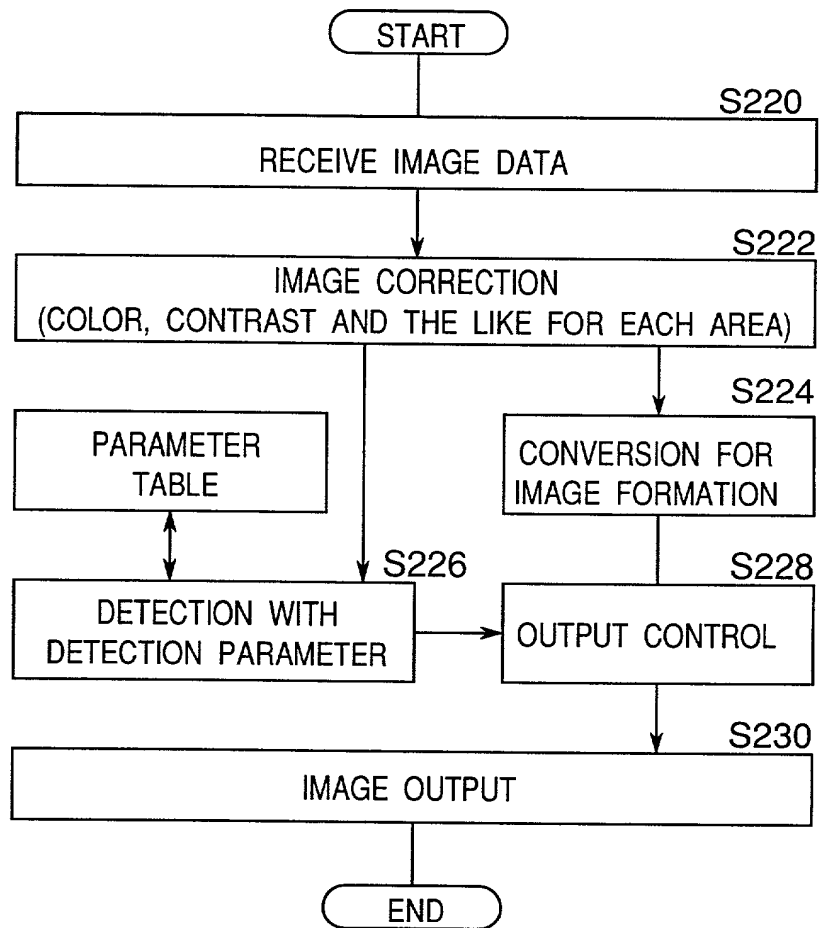 START
S220
RECEIVE IMAGE DATA
S222
IMAGE CORRECTION
(COLOR, CONTRAST AND THE LIKE FOR EACH AREA)
S224
PARAMETER
TABLE
CONVERSION FOR
IMAGE FORMATION
S226
DETECTION WITH
DETECTION PARAMETER
S228
OUTPUT CONTROL
S230
IMAGE OUTPUT
END